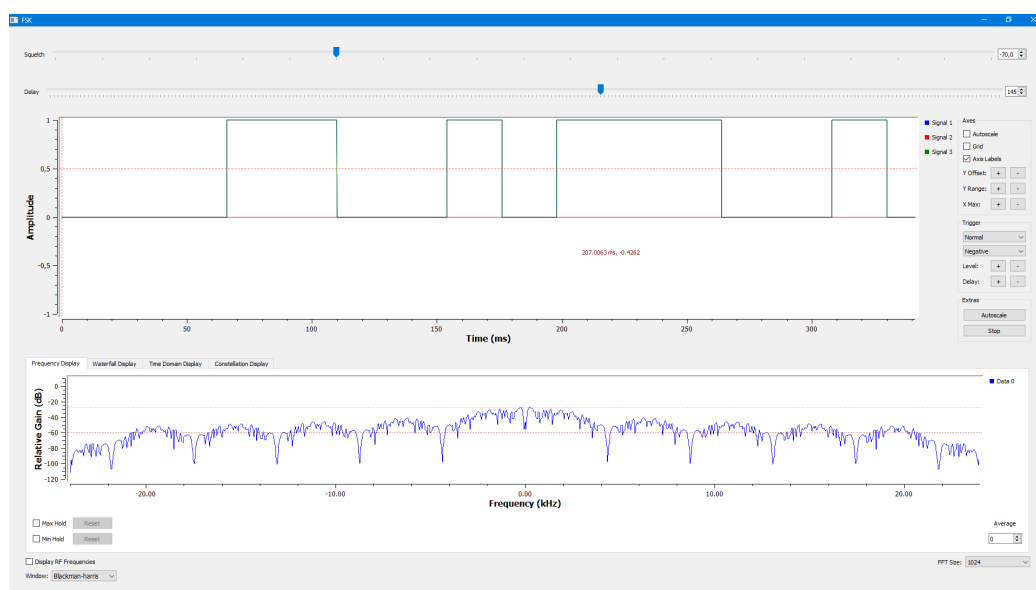 FSK
Squelch
-70,0
Delay
145
1
0,5
0
-0,5
-1
Amplitude
207.0063 ms, -0.4262
0 50 100 150 200 250 300
Time (ms)
Signal 1
Signal 2
Signal 3
Axes
Autoscale
Grid
Axis Labels
Y Offset: + -
Y Range: + -
X Max: + -
Trigger
Normal
Negative
Level: + -
Delay: + -
Extras
Autoscale
Stop
Frequency Display Waterfall Display Time Domain Display Constellation Display
0
-20
-40
-60
-80
-100
-120
Relative Gain (dB)
Data 0
-20.00 -10.00 0.00 10.00 20.00
Frequency (kHz)
Max Hold Reset
Min Hold Reset
Average
0
Display RF Frequencies
Window: Blackman-harris
FFT Size: 1024